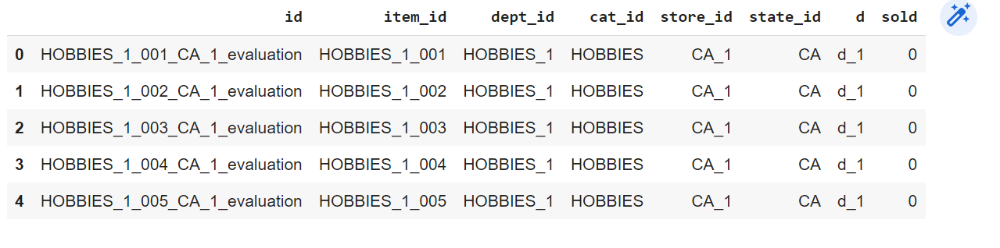 id item_id dept_id cat_id store_id state_id d sold
0 HOBBIES_1_001_CA_1_evaluation HOBBIES_1_001 HOBBIES_1 HOBBIES CA_1 CA d_1 0
1 HOBBIES_1_002_CA_1_evaluation HOBBIES_1_002 HOBBIES_1 HOBBIES CA_1 CA d_1 0
2 HOBBIES_1_003_CA_1_evaluation HOBBIES_1_003 HOBBIES_1 HOBBIES CA_1 CA d_1 0
3 HOBBIES_1_004_CA_1_evaluation HOBBIES_1_004 HOBBIES_1 HOBBIES CA_1 CA d_1 0
4 HOBBIES_1_005_CA_1_evaluation HOBBIES_1_005 HOBBIES_1 HOBBIES CA_1 CA d_1 0